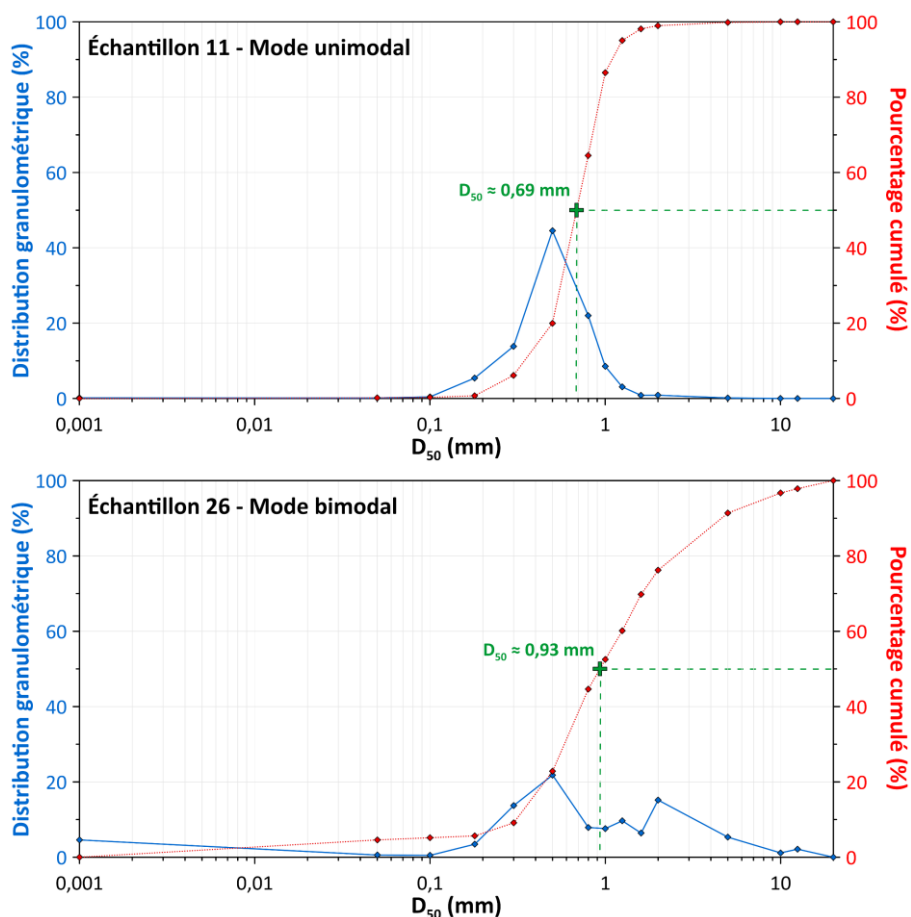 Échantillon 11 - Mode unimodal
Distribution granulométrique (%)
Pourcentage cumulé (%)
100 100
80 80
60 60
D₅₀ ≈ 0,69 mm
40 40
20 20
0 0
0,001 0,01 0,1 1 10
D₅₀ (mm)
Échantillon 26 - Mode bimodal
Distribution granulométrique (%)
Pourcentage cumulé (%)
100 100
80 80
60 60
D₅₀ ≈ 0,93 mm
40 40
20 20
0 0
0,001 0,01 0,1 1 10
D₅₀ (mm)